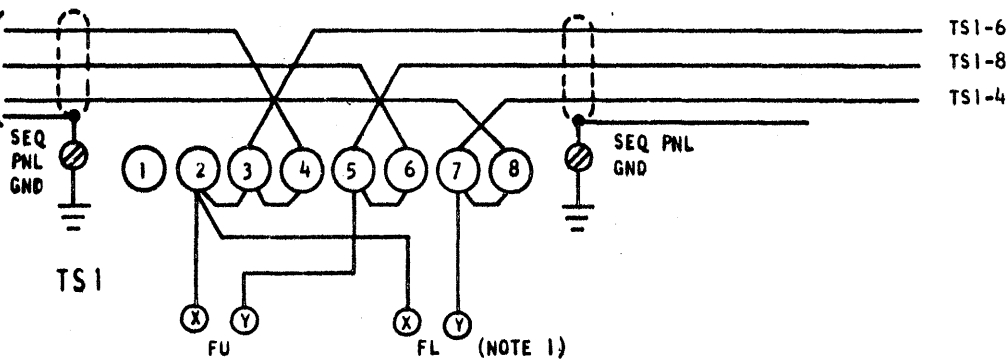 TS1-6
TS1-8
TS1-4
SEQ
PNL
GND
1 2 3 4 5 6 7 8
SEQ PNL
GND
TS1
X Y X Y
FU FL (NOTE 1)